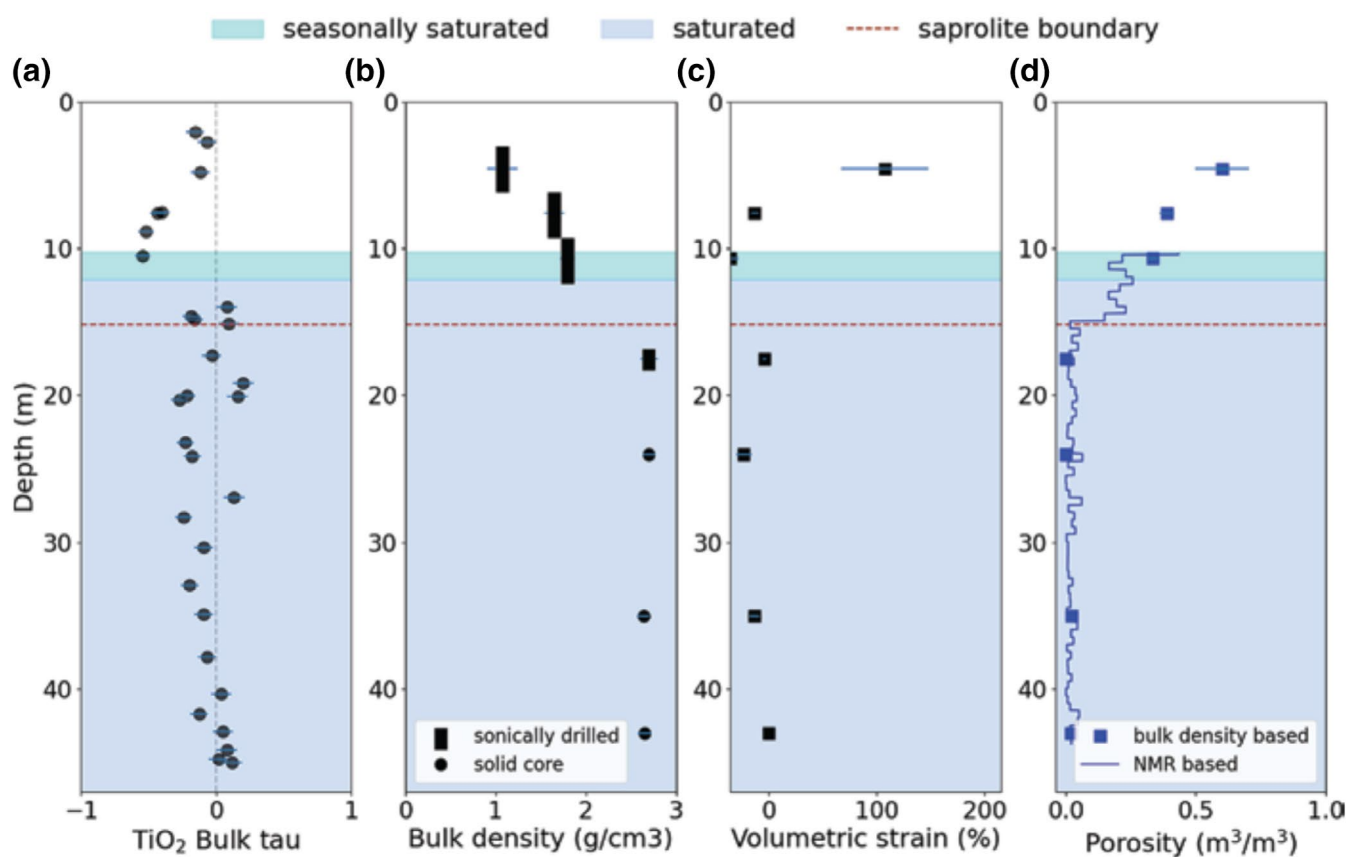 seasonally saturated saturated saprolite boundary
(a) (b) (c) (d)
0 0 0 0
10 10 10 10
20 20 20 20
30 30 30 30
40 40 40 40
Depth (m)
sonically drilled
solid core
bulk density based
NMR based
−1 0 1 0 1 2 3 0 100 200 0.0 0.5 1.0
TiO₂ Bulk tau Bulk density (g/cm3) Volumetric strain (%) Porosity (m³/m³)